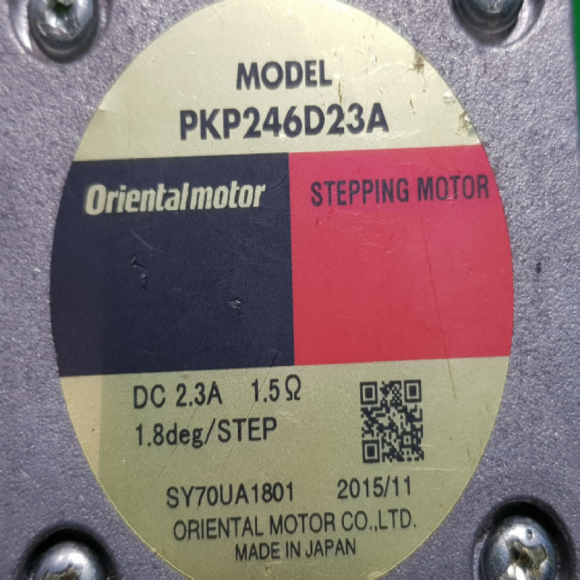 MODEL
PKP246D23A
Orientalmotor STEPPING MOTOR
DC 2.3A 1.5Ω
1.8deg/STEP
SY70UA1801 2015/11
ORIENTAL MOTOR CO.,LTD.
MADE IN JAPAN